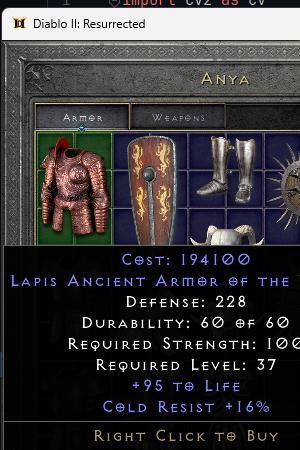 import cv2 as cv
Diablo II: Resurrected
Anya
Armor
Weapons
Cost: 194100
Lapis Ancient Armor of the
Defense: 228
Durability: 60 of 60
Required Strength: 100
Required Level: 37
+95 to Life
Cold Resist +16%
Right Click to Buy